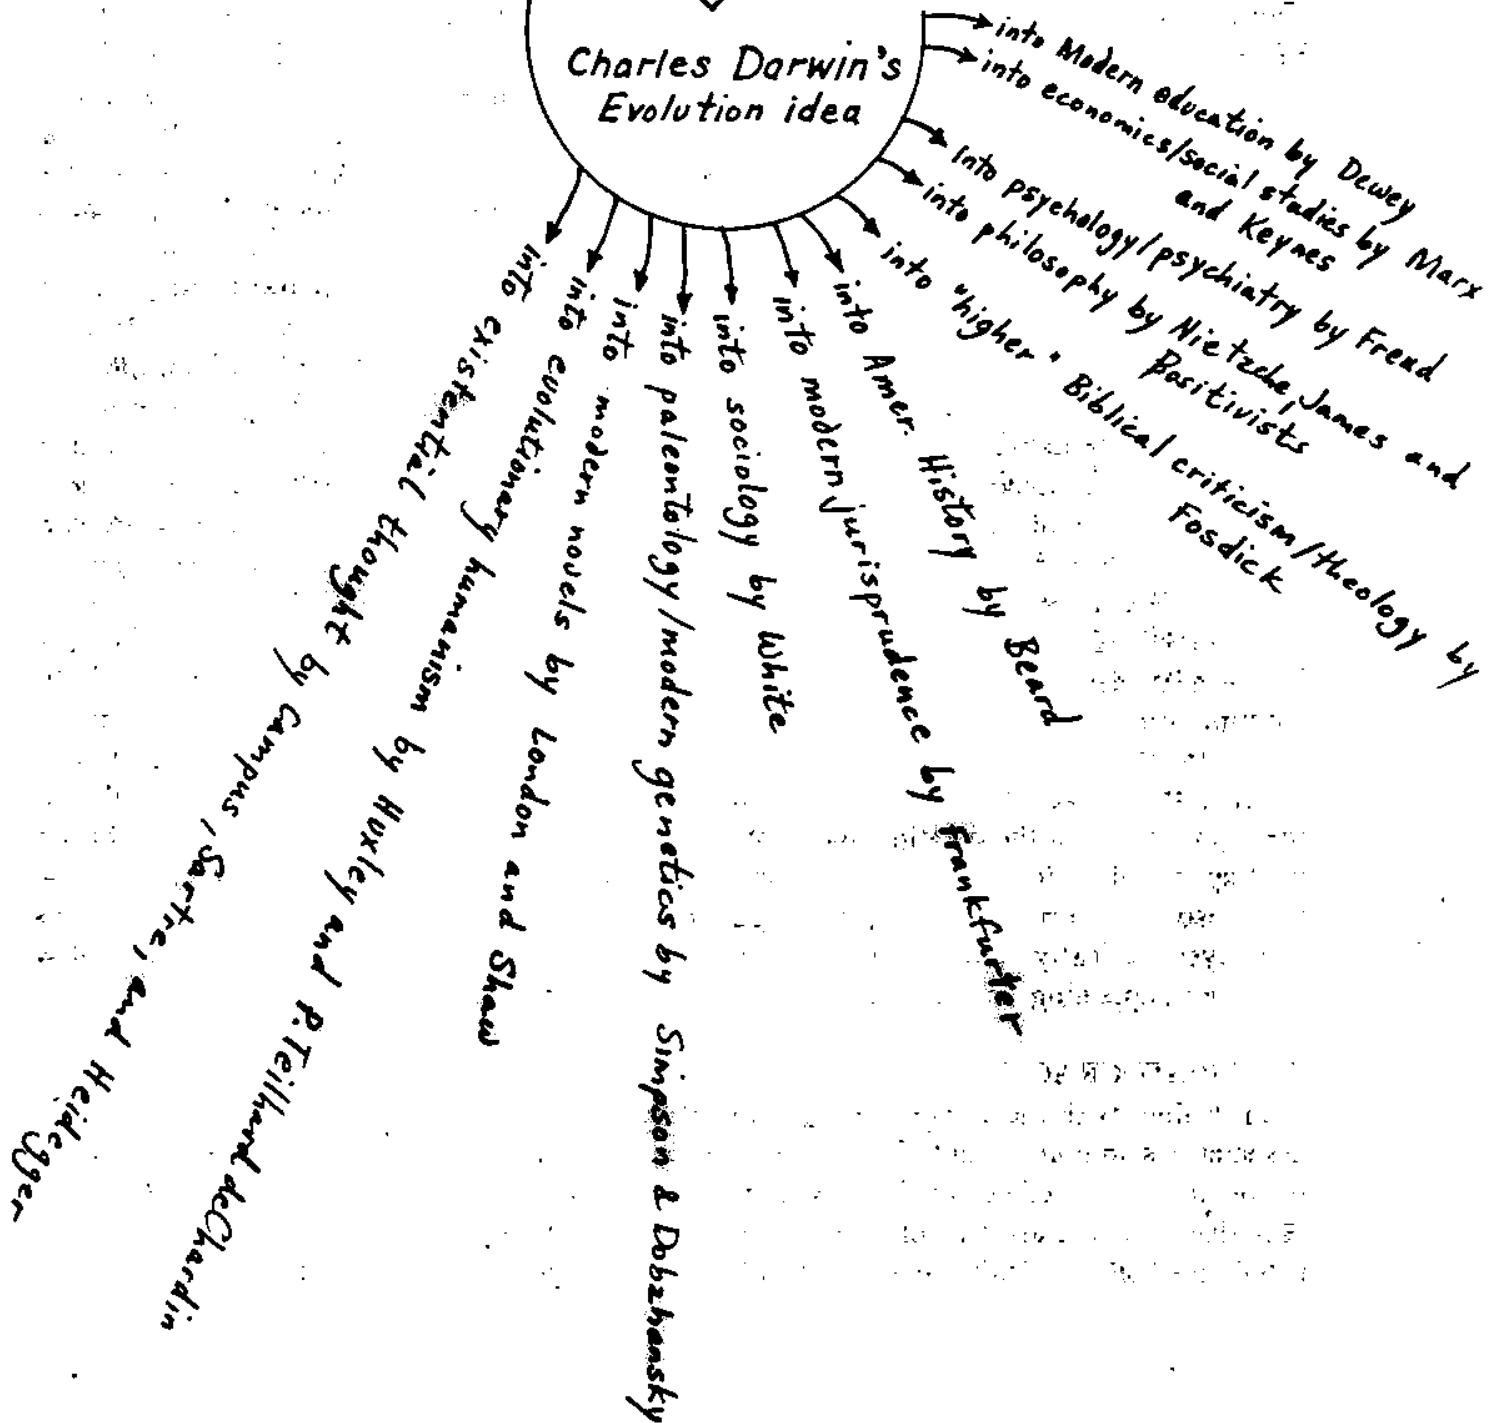 Charles Darwin's
Evolution idea
into Modern education by Dewey
into economics/social studies by Marx
and Keynes
Into psychology/psychiatry by Freud
into philosophy by Nietzche, James and
Positivists
into "higher" Biblical criticism/theology by
Fosdick
into Amer. History by Beard
into modern jurisprudence by Frankfurter
into sociology by White
into paleontology/modern genetics by Simpson & Dobzhansky
into modern novels by London and Shaw
into evolutionary humanism by Huxley and P. Teilhard deChardin
into existential thought by Campus, Sartre, and Heidegger